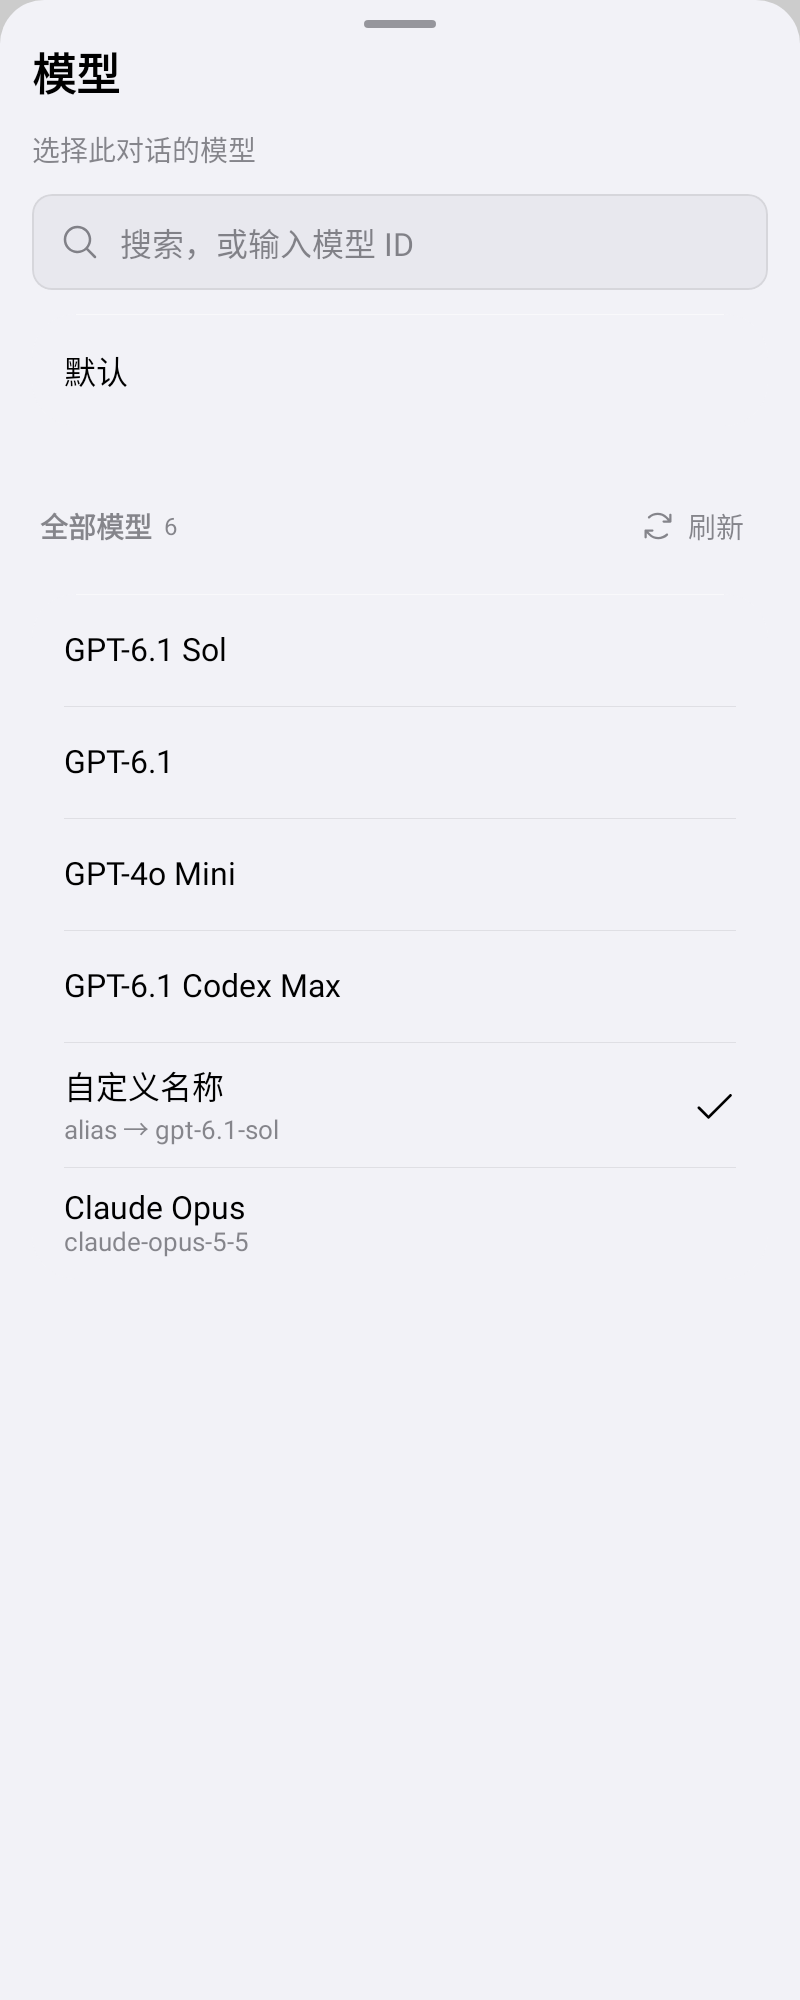 模型
选择此对话的模型
搜索，或输入模型 ID
默认
全部模型 6
刷新
GPT-6.1 Sol
GPT-6.1
GPT-4o Mini
GPT-6.1 Codex Max
自定义名称
alias → gpt-6.1-sol
Claude Opus
claude-opus-5-5